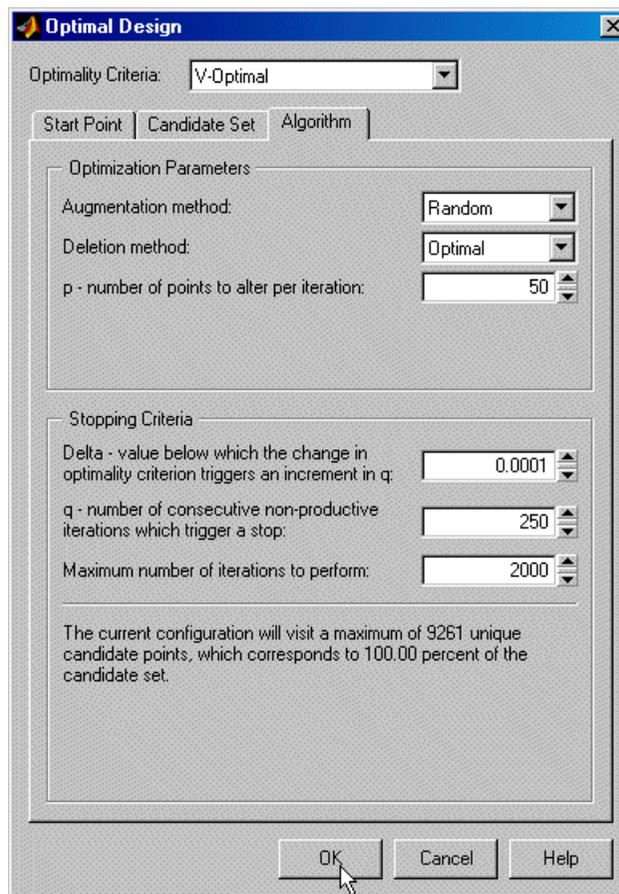 Optimal Design
Optimality Criteria: V-Optimal
Start Point Candidate Set Algorithm
Optimization Parameters
Augmentation method: Random
Deletion method: Optimal
p - number of points to alter per iteration: 50
Stopping Criteria
Delta - value below which the change in
optimality criterion triggers an increment in q: 0.0001
q - number of consecutive non-productive
iterations which trigger a stop: 250
Maximum number of iterations to perform: 2000
The current configuration will visit a maximum of 9261 unique
candidate points, which corresponds to 100.00 percent of the
candidate set.
OK Cancel Help